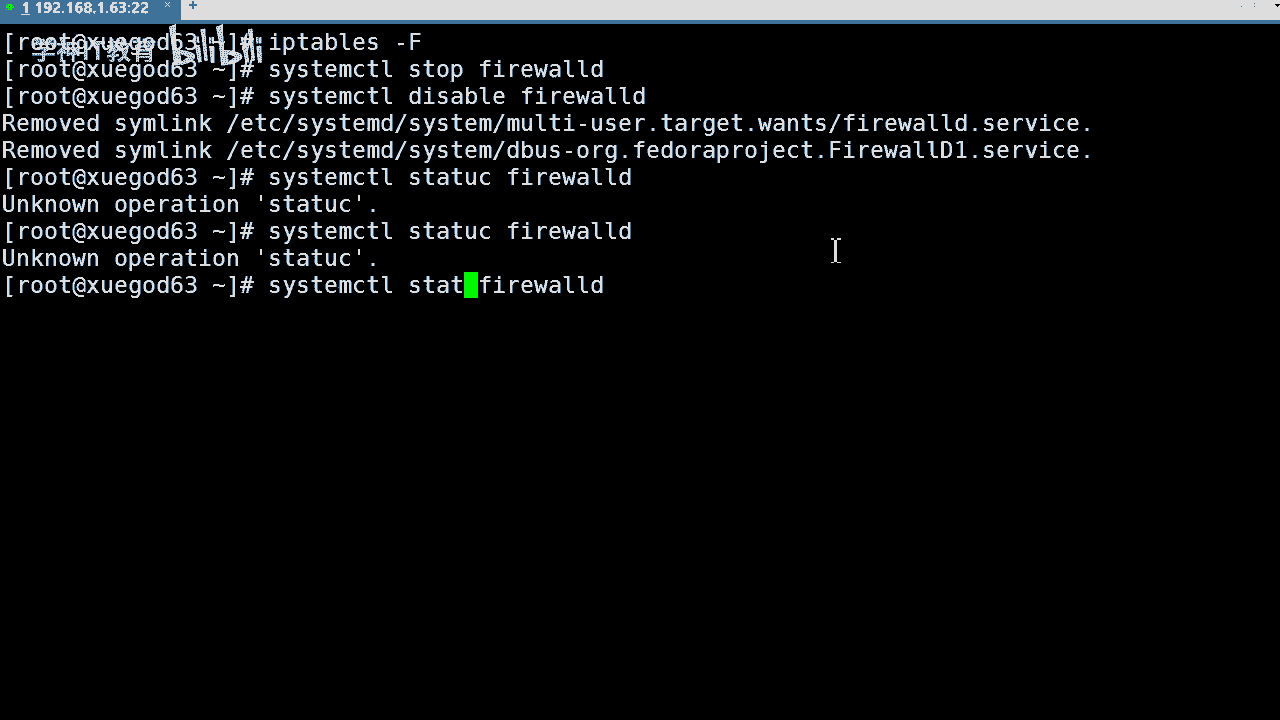 1 192.168.1.63:22 × +
学神IT教育 bilibili
[root@xuegod63 ~]# iptables -F
[root@xuegod63 ~]# systemctl stop firewalld
[root@xuegod63 ~]# systemctl disable firewalld
Removed symlink /etc/systemd/system/multi-user.target.wants/firewalld.service.
Removed symlink /etc/systemd/system/dbus-org.fedoraproject.FirewallD1.service.
[root@xuegod63 ~]# systemctl statuc firewalld
Unknown operation 'statuc'.
[root@xuegod63 ~]# systemctl statuc firewalld
Unknown operation 'statuc'.
[root@xuegod63 ~]# systemctl stat firewalld